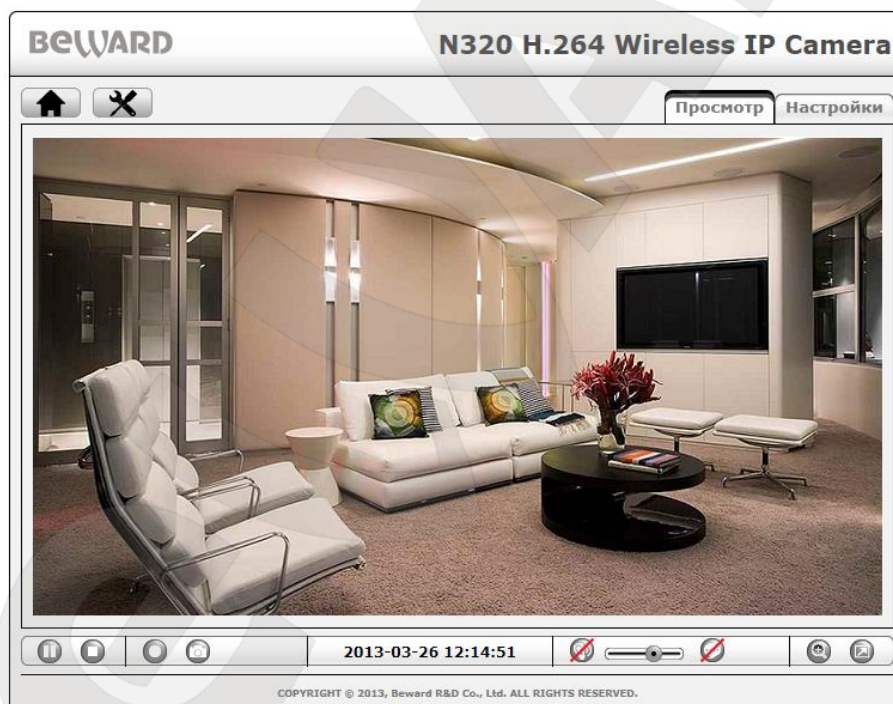 BEWARD
N320 H.264 Wireless IP Camera
Просмотр
Настройки
2013-03-26 12:14:51
COPYRIGHT © 2013, Beward R&D Co., Ltd. ALL RIGHTS RESERVED.